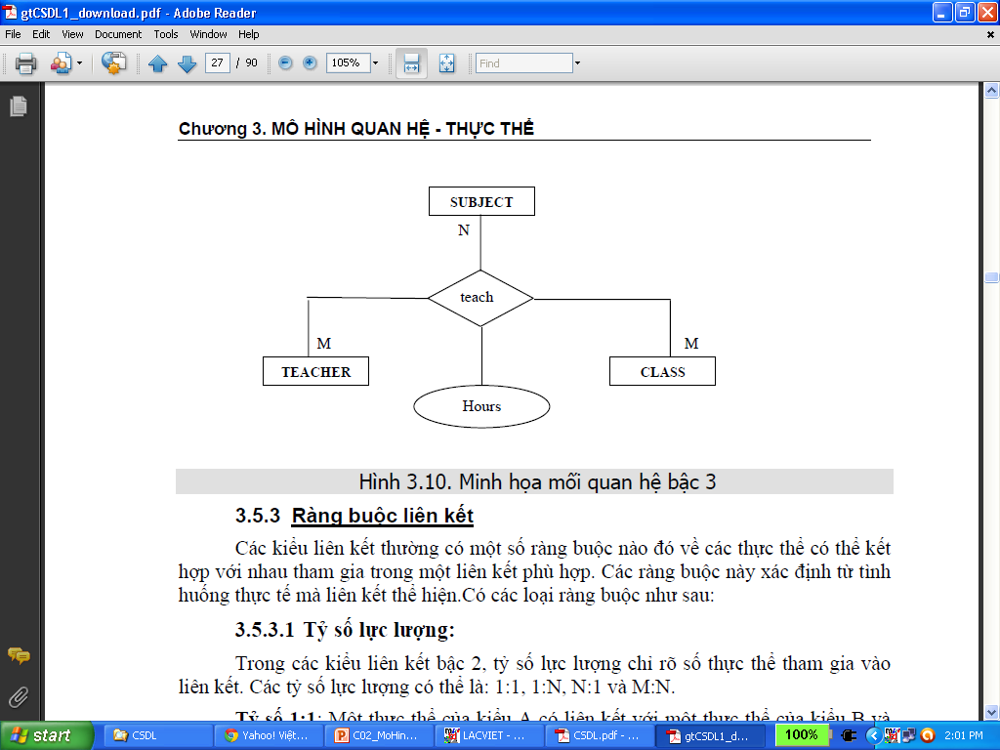 gtCSDL1_download.pdf - Adobe Reader
File Edit View Document Tools Window Help
27 / 90 105% Find
Chương 3. MÔ HÌNH QUAN HỆ - THỰC THỂ
SUBJECT
N
teach
M M
TEACHER CLASS
Hours
Hình 3.10. Minh họa mối quan hệ bậc 3
3.5.3 Ràng buộc liên kết
Các kiểu liên kết thường có một số ràng buộc nào đó về các thực thể có thể kết
hợp với nhau tham gia trong một liên kết phù hợp. Các ràng buộc này xác định từ tình
huống thực tế mà liên kết thể hiện.Có các loại ràng buộc như sau:
3.5.3.1 Tỷ số lực lượng:
Trong các kiểu liên kết bậc 2, tỷ số lực lượng chỉ rõ số thực thể tham gia vào
liên kết. Các tỷ số lực lượng có thể là: 1:1, 1:N, N:1 và M:N.
Tỷ số 1:1: Một thực thể của kiểu A có liên kết với một thực thể của kiểu B và
start CSDL Yahoo! Việt... C02_MoHin... LACVIET - ... CSDL.pdf - ... gtCSDL1_d... 100% 2:01 PM